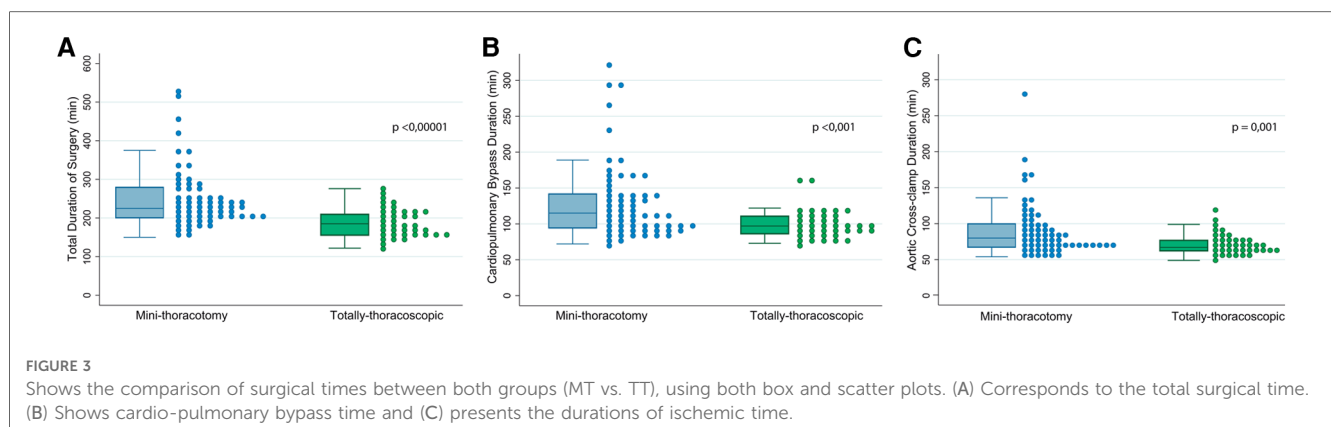 A
Total Duration of Surgery (min)
600
500
400
300
200
100
0
p <0,00001
Mini-thoracotomy
Totally-thoracoscopic
B
Cardiopulmonary Bypass Duration (min)
300
250
200
150
100
50
0
p <0,001
Mini-thoracotomy
Totally-thoracoscopic
C
Aortic Cross-clamp Duration (min)
300
250
200
150
100
50
0
p = 0,001
Mini-thoracotomy
Totally-thoracoscopic
FIGURE 3
Shows the comparison of surgical times between both groups (MT vs. TT), using both box and scatter plots. (A) Corresponds to the total surgical time.
(B) Shows cardio-pulmonary bypass time and (C) presents the durations of ischemic time.